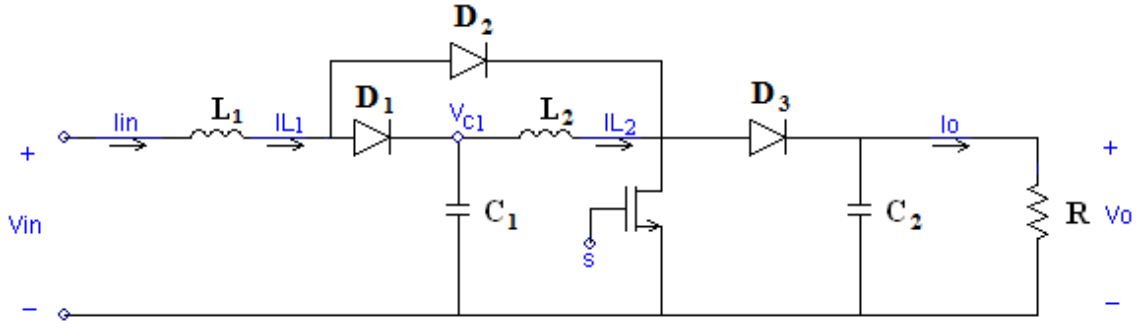 D2
L1
D1
L2
D3
Iin
IL1
VC1
IL2
Io
+
+
Vin
C1
C2
R
Vo
S
−
−